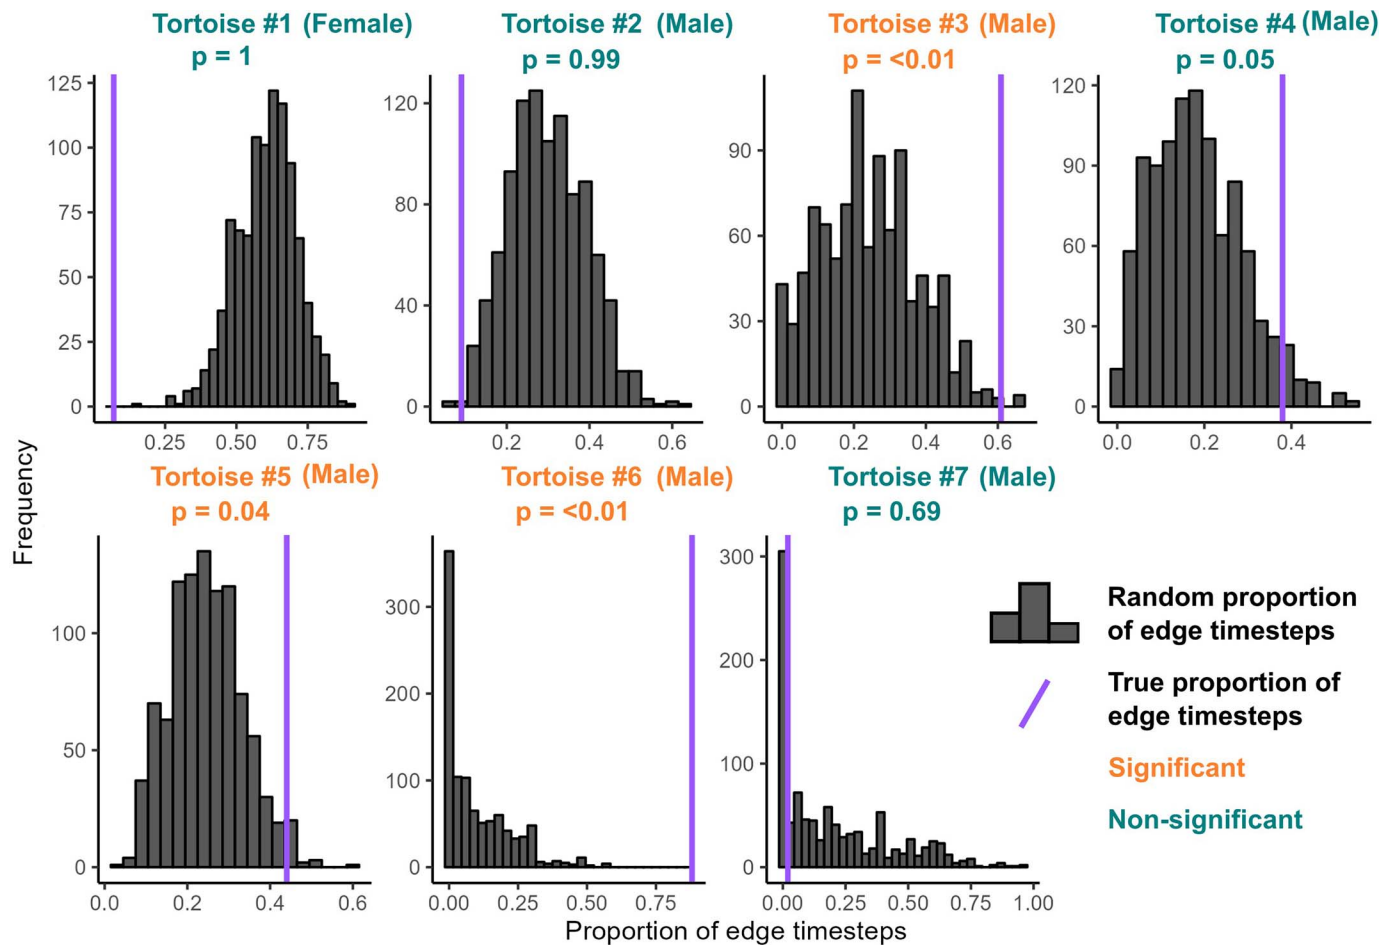 Tortoise #1 (Female)
p = 1
Tortoise #2 (Male)
p = 0.99
Tortoise #3 (Male)
p = <0.01
Tortoise #4 (Male)
p = 0.05
125
100
75
50
25
0
0.25 0.50 0.75
120
80
40
0
0.2 0.4 0.6
90
60
30
0
0.0 0.2 0.4 0.6
120
90
60
30
0
0.0 0.2 0.4
Frequency
Tortoise #5 (Male)
p = 0.04
Tortoise #6 (Male)
p = <0.01
Tortoise #7 (Male)
p = 0.69
100
50
0
0.0 0.2 0.4 0.6
300
200
100
0
0.00 0.25 0.50 0.75
300
200
100
0
0.00 0.25 0.50 0.75 1.00
Proportion of edge timesteps
Random proportion
of edge timesteps
True proportion of
edge timesteps
Significant
Non-significant